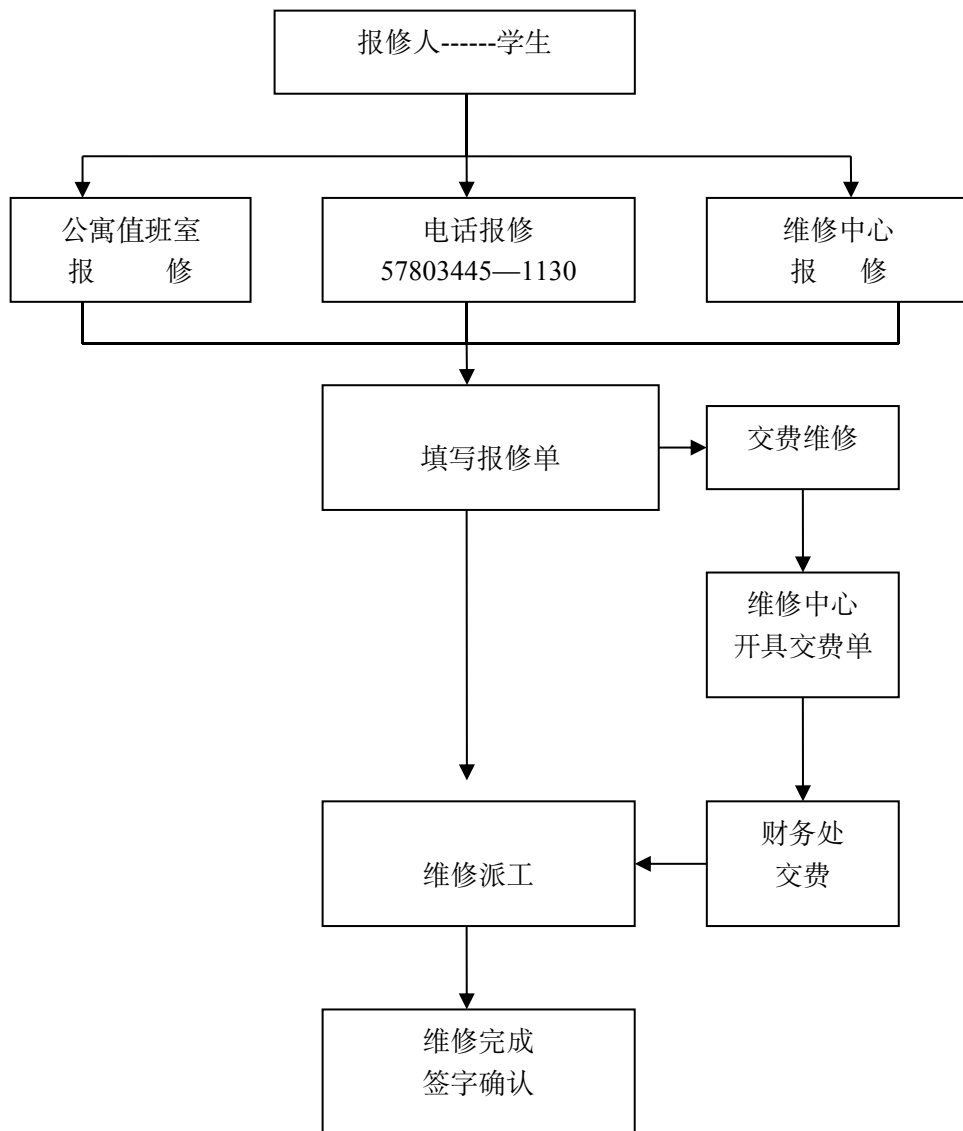 报修人------学生
公寓值班室
报 修
电话报修
57803445—1130
维修中心
报 修
填写报修单
交费维修
维修中心
开具交费单
维修派工
财务处
交费
维修完成
签字确认